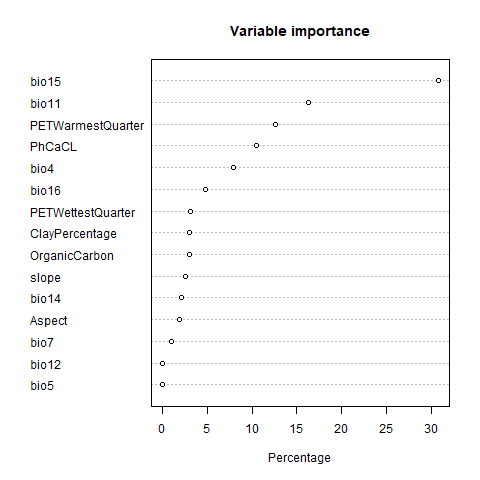 Variable importance
bio15
bio11
PETWarmestQuarter
PhCaCL
bio4
bio16
PETWettestQuarter
ClayPercentage
OrganicCarbon
slope
bio14
Aspect
bio7
bio12
bio5
0 5 10 15 20 25 30
Percentage